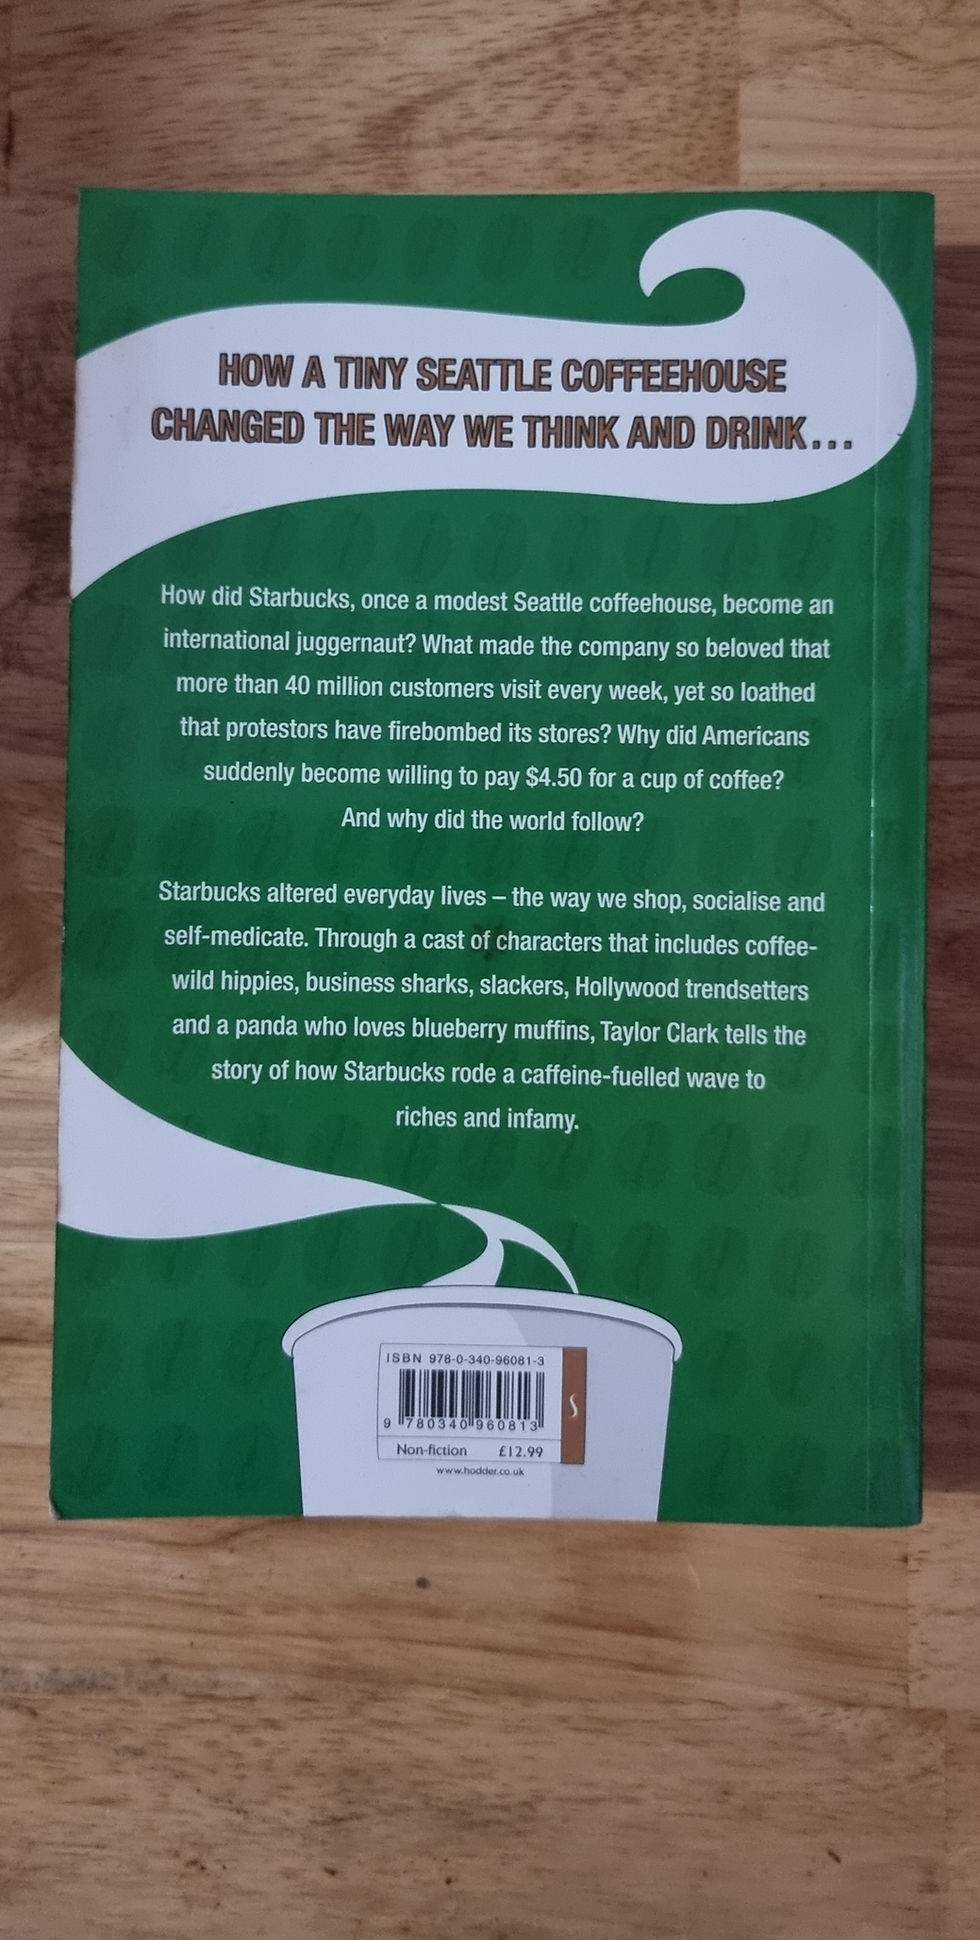 HOW A TINY SEATTLE COFFEEHOUSE
CHANGED THE WAY WE THINK AND DRINK...
How did Starbucks, once a modest Seattle coffeehouse, become an
international juggernaut? What made the company so beloved that
more than 40 million customers visit every week, yet so loathed
that protestors have firebombed its stores? Why did Americans
suddenly become willing to pay $4.50 for a cup of coffee?
And why did the world follow?
Starbucks altered everyday lives – the way we shop, socialise and
self-medicate. Through a cast of characters that includes coffee-
wild hippies, business sharks, slackers, Hollywood trendsetters
and a panda who loves blueberry muffins, Taylor Clark tells the
story of how Starbucks rode a caffeine-fuelled wave to
riches and infamy.
ISBN 978-0-340-96081-3
9 780340 960813
Non-fiction £12.99
www.hodder.co.uk